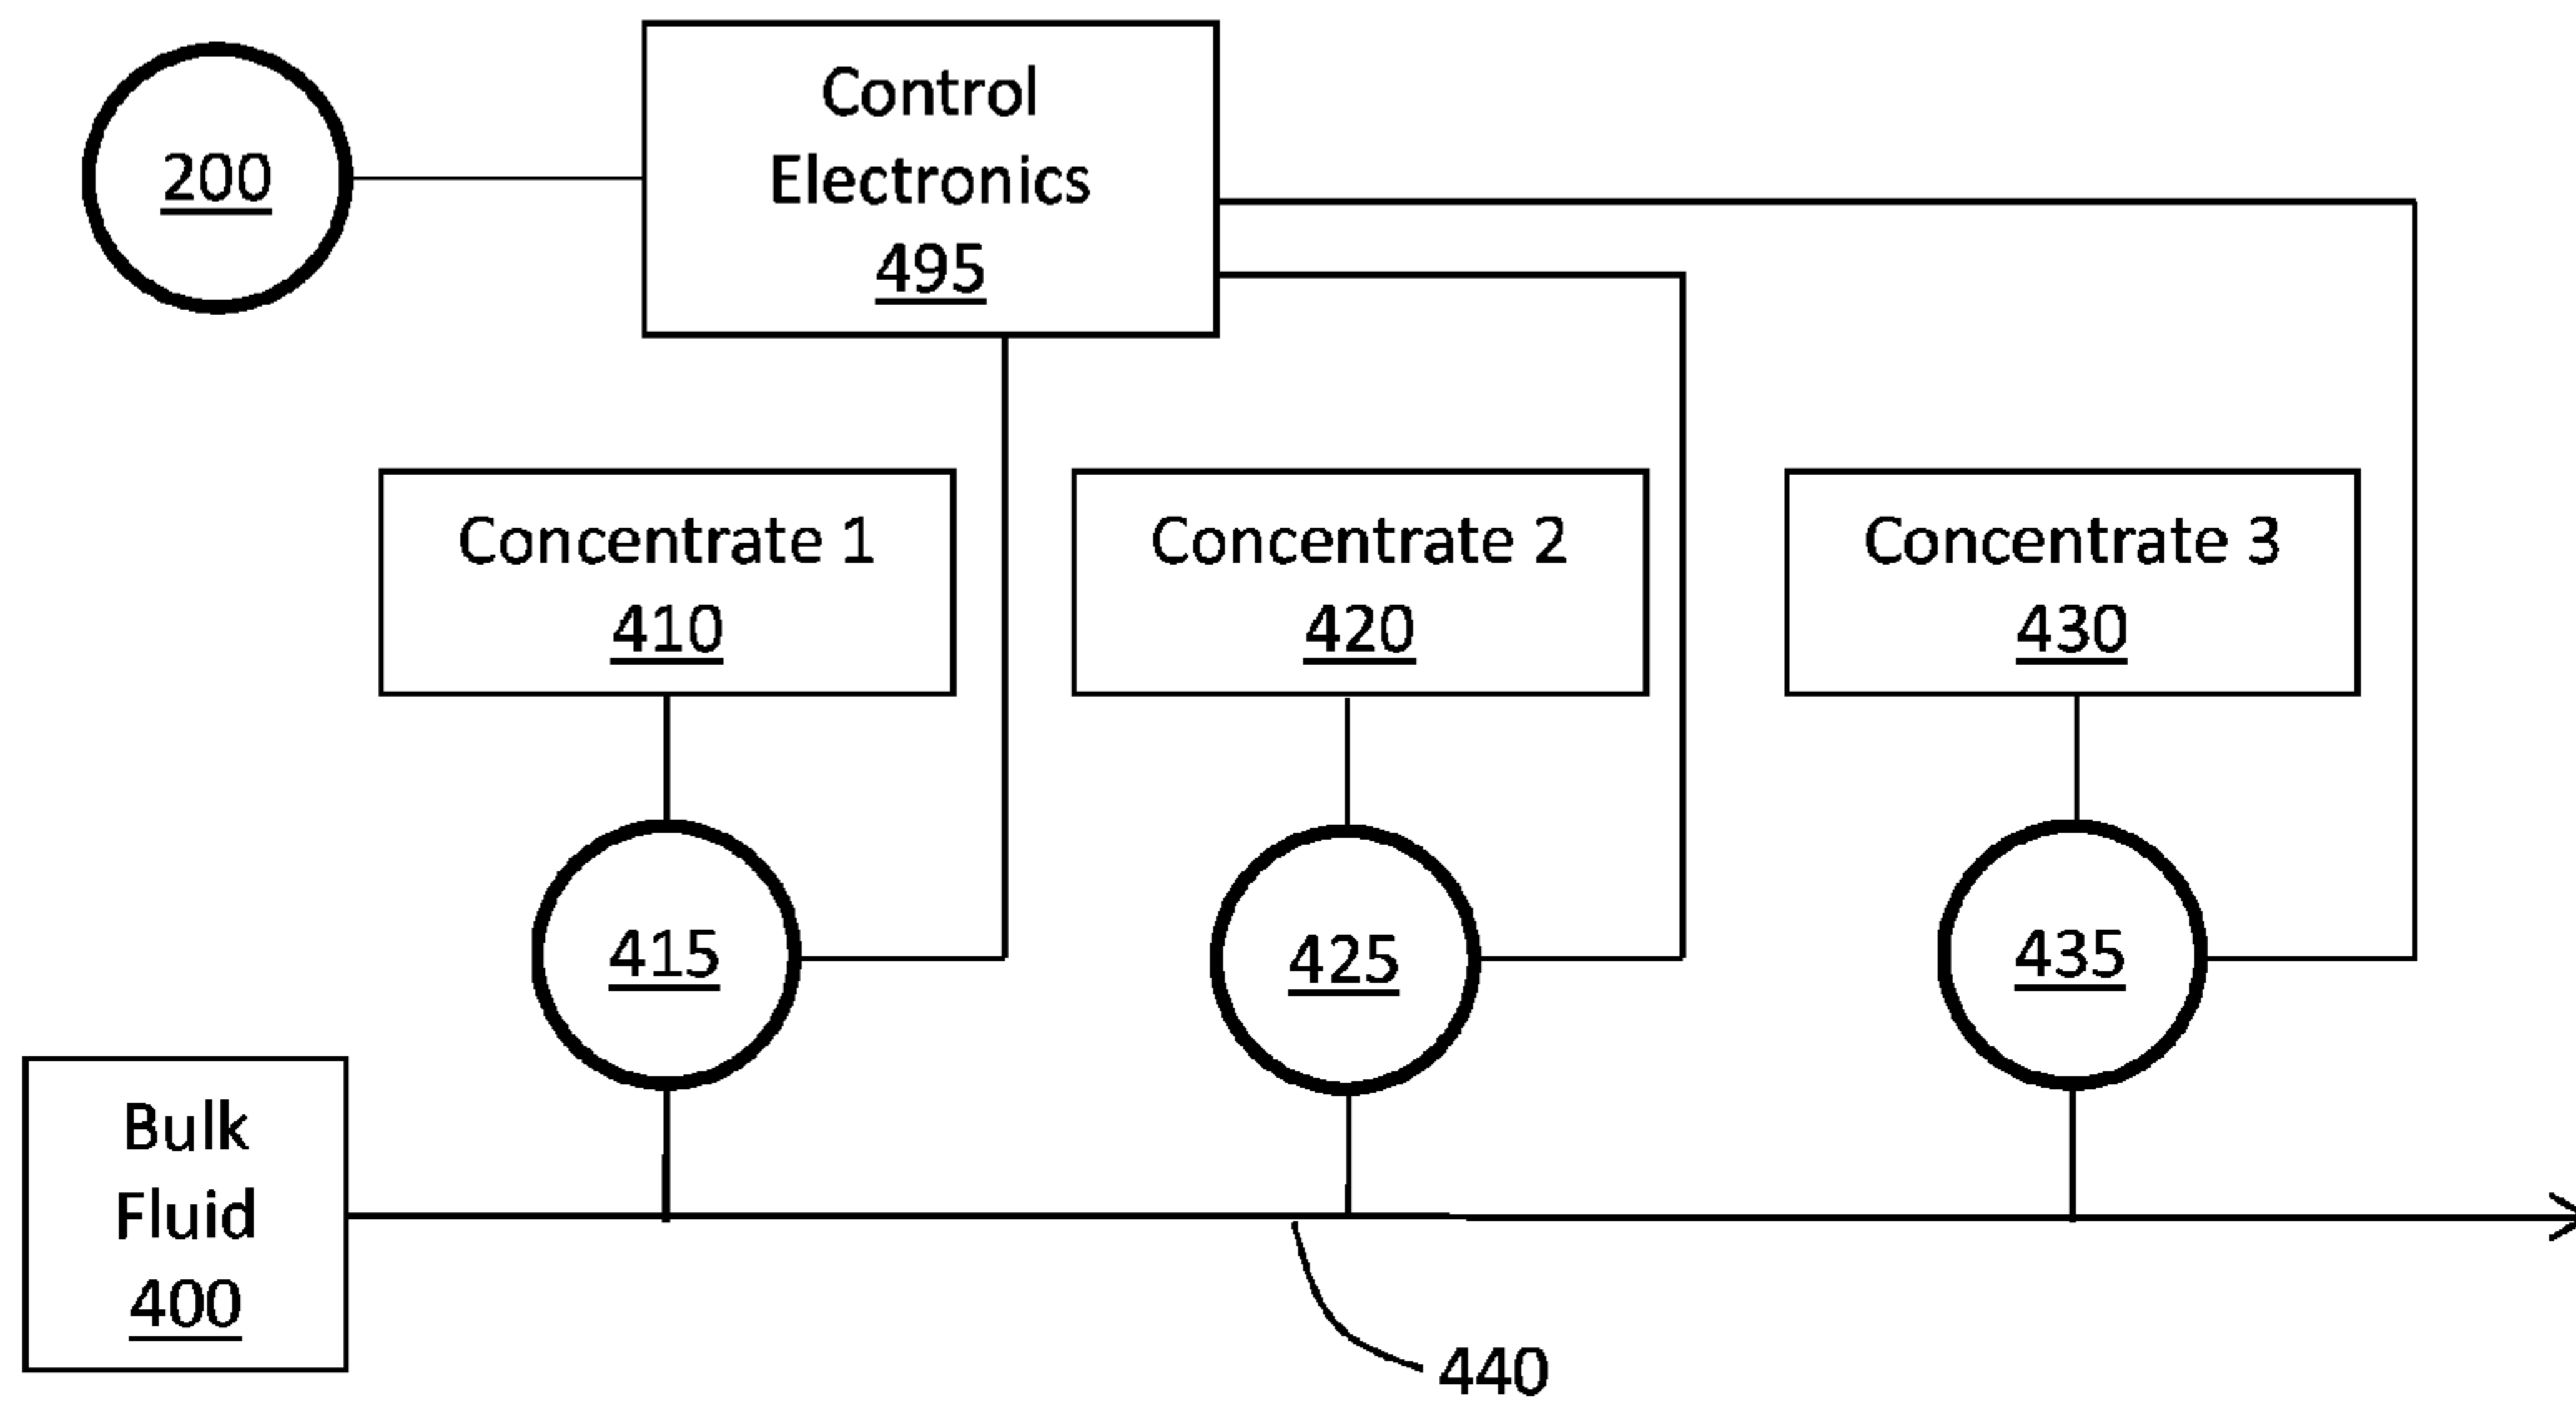 200
Control
Electronics
495
Concentrate 1
410
Concentrate 2
420
Concentrate 3
430
415
425
435
Bulk
Fluid
400
440